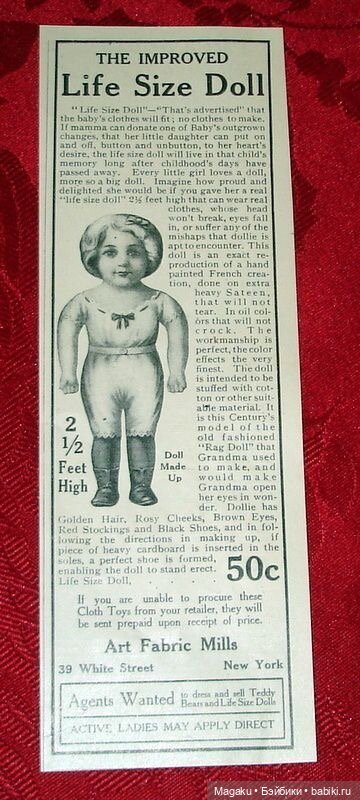 THE IMPROVED
Life Size Doll
"Life Size Doll"—"That's advertised" that
the baby's clothes will fit; no clothes to make.
If mamma can donate one of Baby's outgrown
changes, that her little daughter can put on
and off, button and unbutton, to her heart's
desire, the life size doll will live in that child's
memory long after childhood's days have
passed away. Every little girl loves a doll,
more so a big doll. Imagine how proud and
delighted she would be if you gave her a real
"life size doll" 2½ feet high that can wear real
clothes, whose head
won't break, eyes fall
in, or suffer any of the
mishaps that dollie is
apt to encounter. This
doll is an exact re-
production of a hand
painted French crea-
tion, done on extra
heavy Sateen,
that will not
tear. In oil col-
ors that will not
crock. The
workmanship is
perfect, the color
effects the very
finest. The doll
is intended to be
stuffed with cot-
ton or other suit-
able material. It
is this Century's
model of the
old fashioned
"Rag Doll" that
Grandma used
to make, and
would make
Grandma open
her eyes in won-
der. Dollie has
2
1/2
Feet
High
Doll
Made
Up
Golden Hair, Rosy Cheeks, Brown Eyes,
Red Stockings and Black Shoes, and in fol-
lowing the directions in making up, if
piece of heavy cardboard is inserted in the
soles, a perfect shoe is formed,
enabling the doll to stand erect.
Life Size Doll, . . . . . 50c
If you are unable to procure these
Cloth Toys from your retailer, they will
be sent prepaid upon receipt of price.
Art Fabric Mills
39 White Street New York
Agents Wanted to dress and sell Teddy
Bears and Life Size Dolls
ACTIVE LADIES MAY APPLY DIRECT
Magaku • Бэйбики • babiki.ru